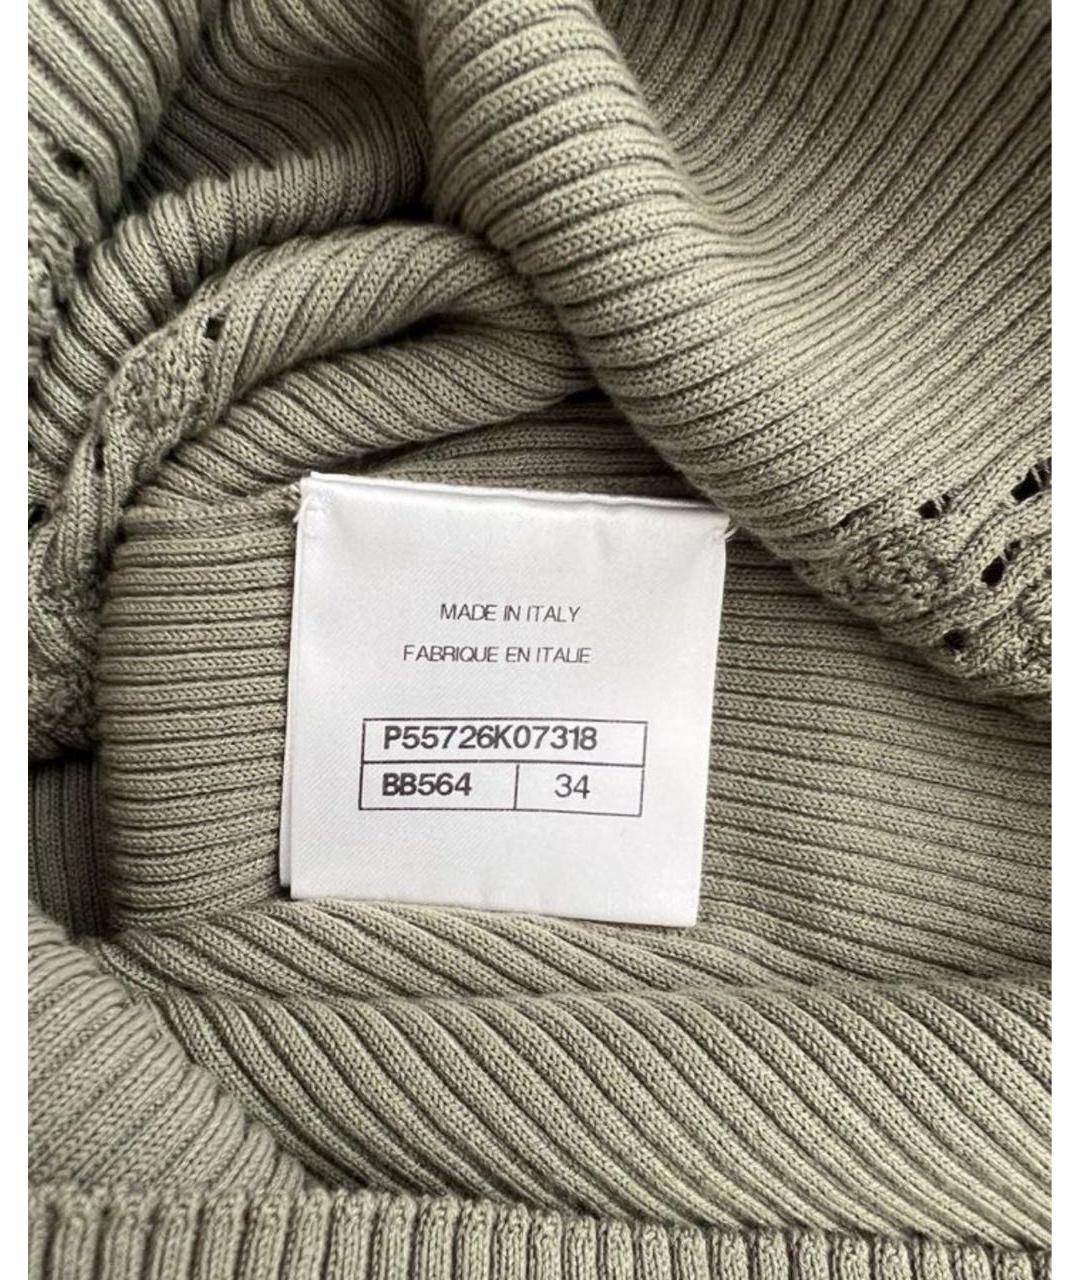 MADE IN ITALY
FABRIQUE EN ITALIE
P55726K07318
BB564 34